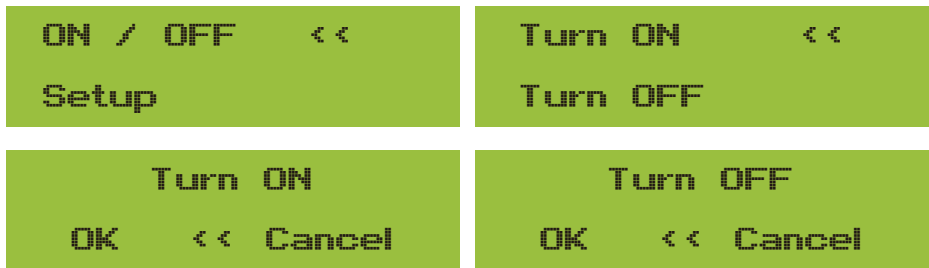 ON / OFF <<
Setup
Turn ON <<
Turn OFF
Turn ON
OK << Cancel
Turn OFF
OK << Cancel